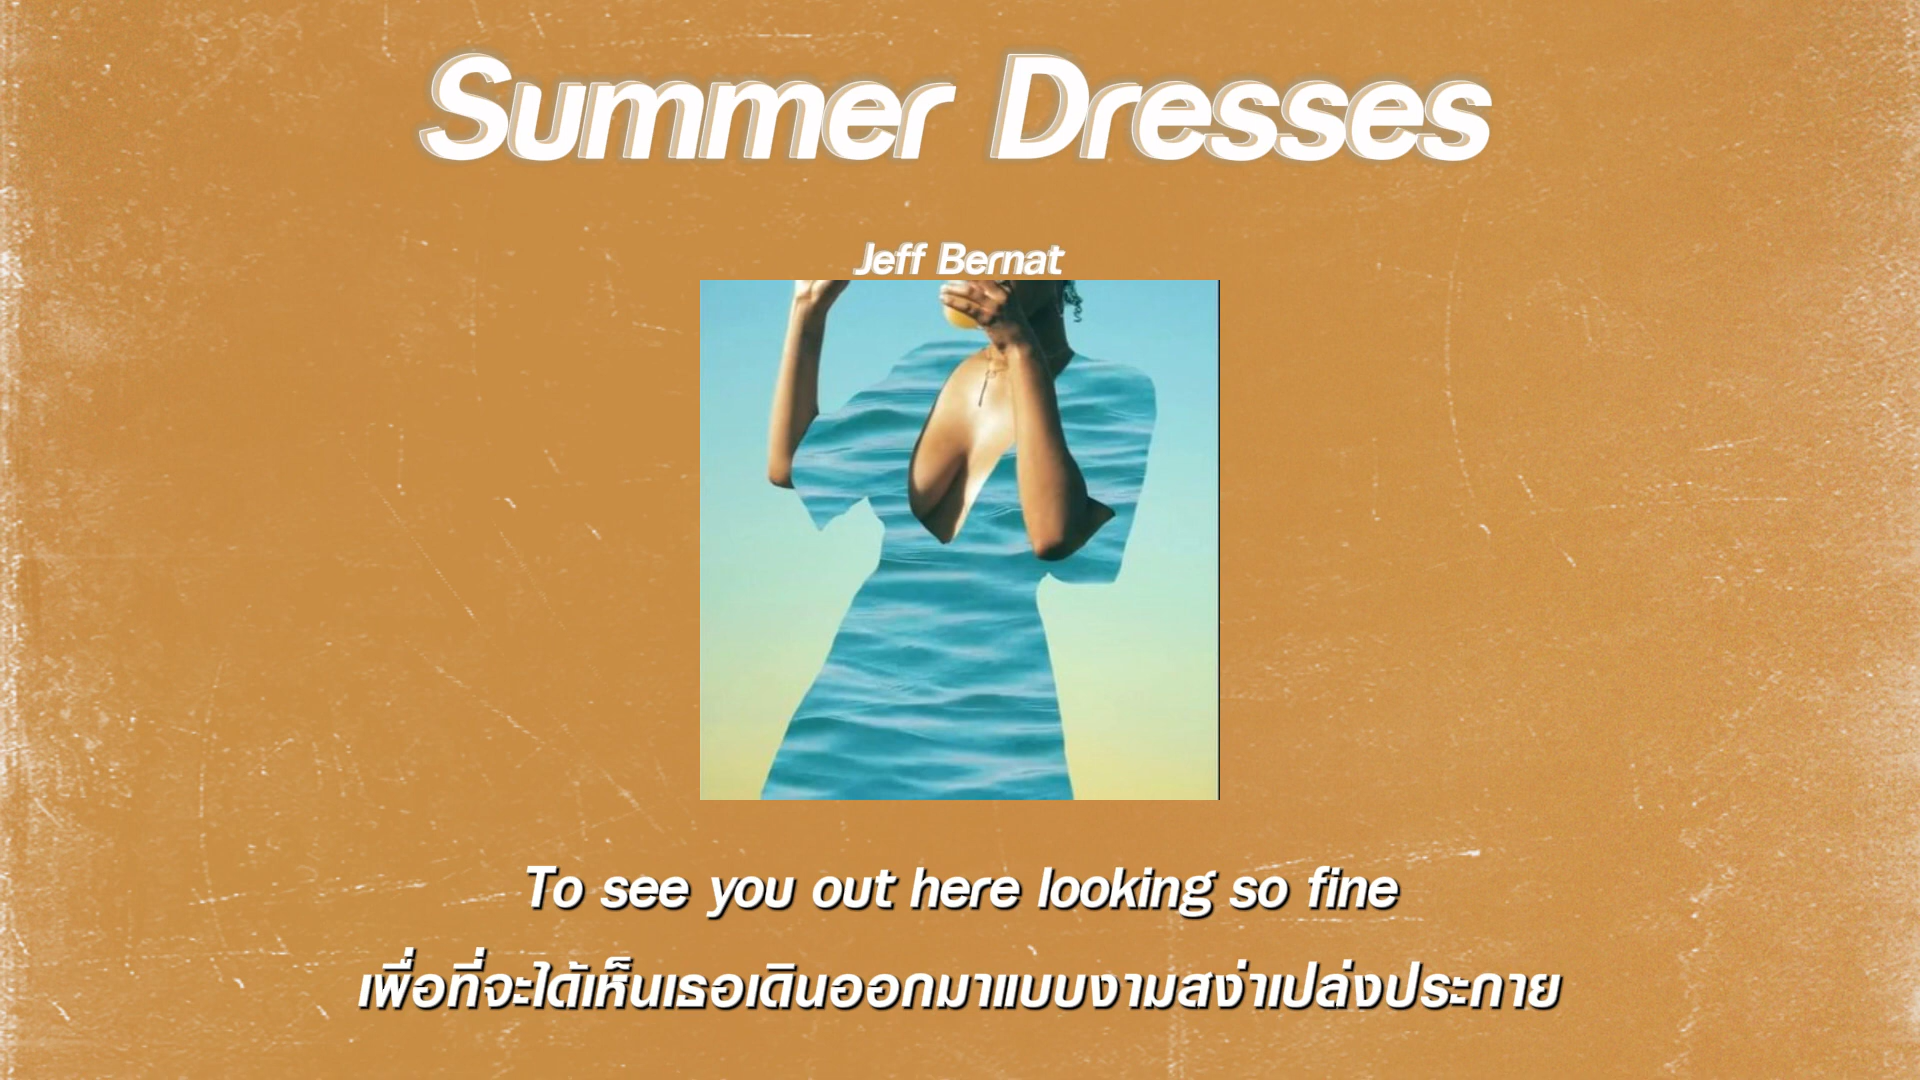 Summer Dresses
Jeff Bernat
To see you out here looking so fine
เพื่อที่จะได้เห็นเธอเดินออกมาแบบงามสง่าเปล่งประกาย